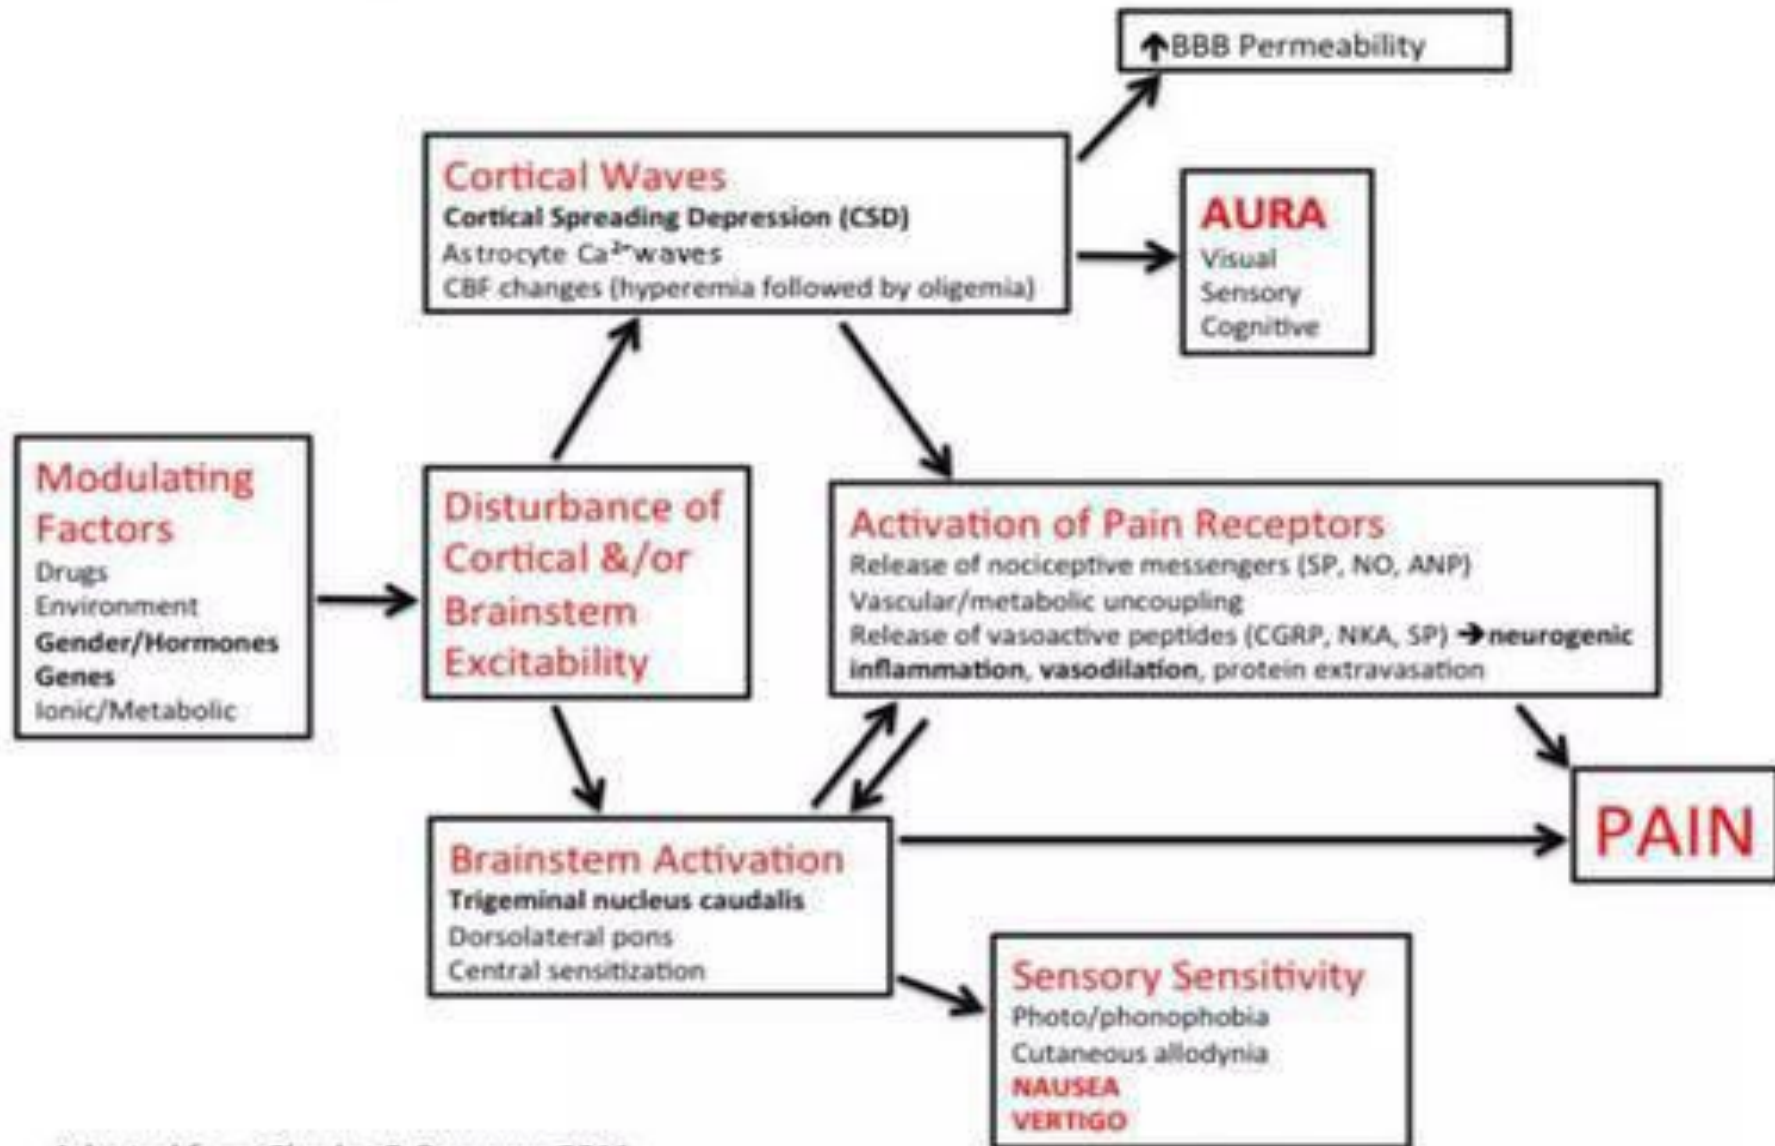 ↑BBB Permeability
Cortical Waves
Cortical Spreading Depression (CSD)
Astrocyte Ca²⁺waves
CBF changes (hyperemia followed by oligemia)
AURA
Visual
Sensory
Cognitive
Modulating
Factors
Drugs
Environment
Gender/Hormones
Genes
Ionic/Metabolic
Disturbance of
Cortical &/or
Brainstem
Excitability
Activation of Pain Receptors
Release of nociceptive messengers (SP, NO, ANP)
Vascular/metabolic uncoupling
Release of vasoactive peptides (CGRP, NKA, SP) →neurogenic
inflammation, vasodilation, protein extravasation
PAIN
Brainstem Activation
Trigeminal nucleus caudalis
Dorsolateral pons
Central sensitization
Sensory Sensitivity
Photo/phonophobia
Cutaneous allodynia
NAUSEA
VERTIGO